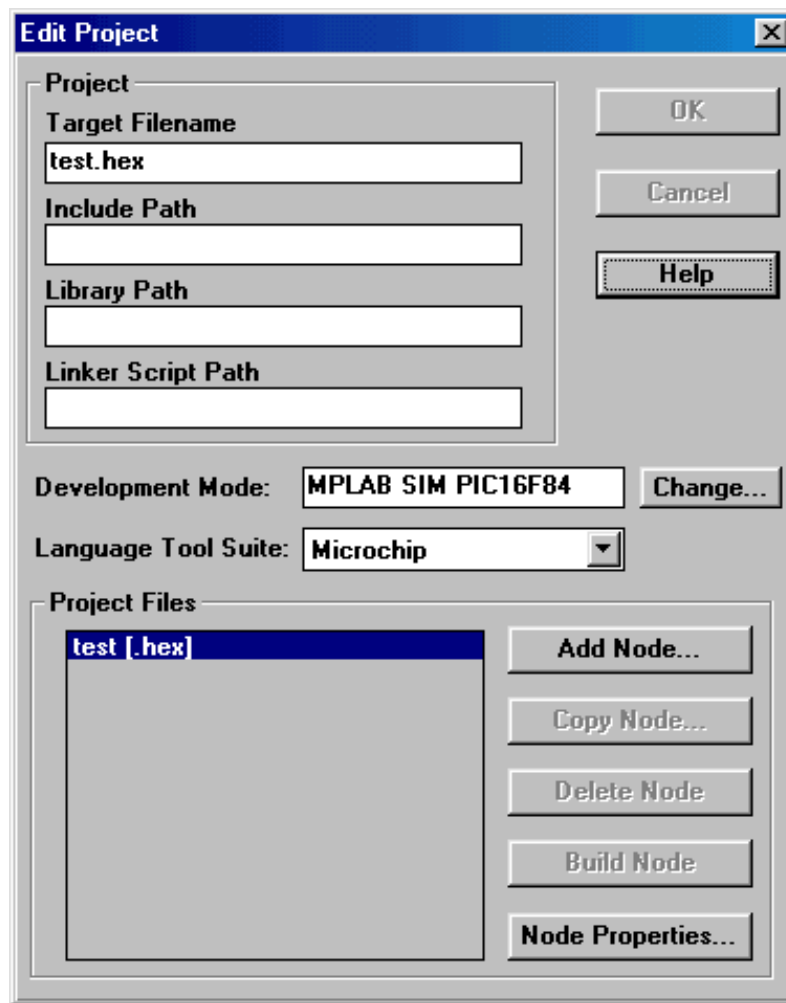 Edit Project
Project
Target Filename
test.hex
Include Path
Library Path
Linker Script Path
OK
Cancel
Help
Development Mode: MPLAB SIM PIC16F84 Change...
Language Tool Suite: Microchip
Project Files
test [.hex]
Add Node...
Copy Node...
Delete Node
Build Node
Node Properties...